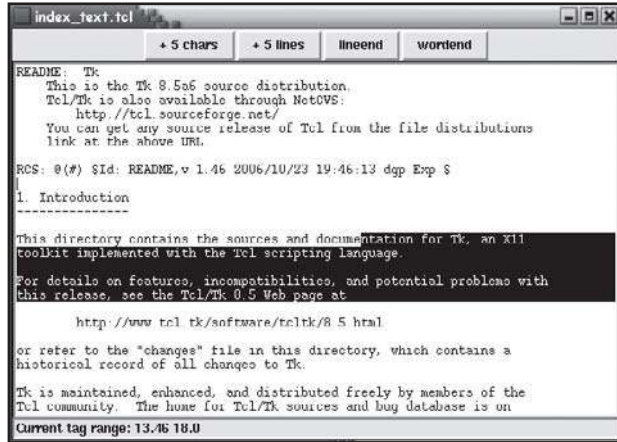 index_text.tcl
+ 5 chars + 5 lines lineend wordend
README: Tk
This is the Tk 8.5a6 source distribution.
Tcl/Tk is also available through NetCVS:
http://tcl.sourceforge.net/
You can get any source release of Tcl from the file distributions
link at the above URL.
RCS: @(#) $Id: README,v 1.46 2006/10/23 19:46:13 dgp Exp $
1. Introduction
---------------
This directory contains the sources and documentation for Tk, an X11
toolkit implemented with the Tcl scripting language.
For details on features, incompatibilities, and potential problems with
this release, see the Tcl/Tk 8.5 Web page at
http://www.tcl.tk/software/tcltk/8.5.html
or refer to the "changes" file in this directory, which contains a
historical record of all changes to Tk.
Tk is maintained, enhanced, and distributed freely by members of the
Tcl community. The home for Tcl/Tk sources and bug database is on
Current tag range: 13.46 18.0